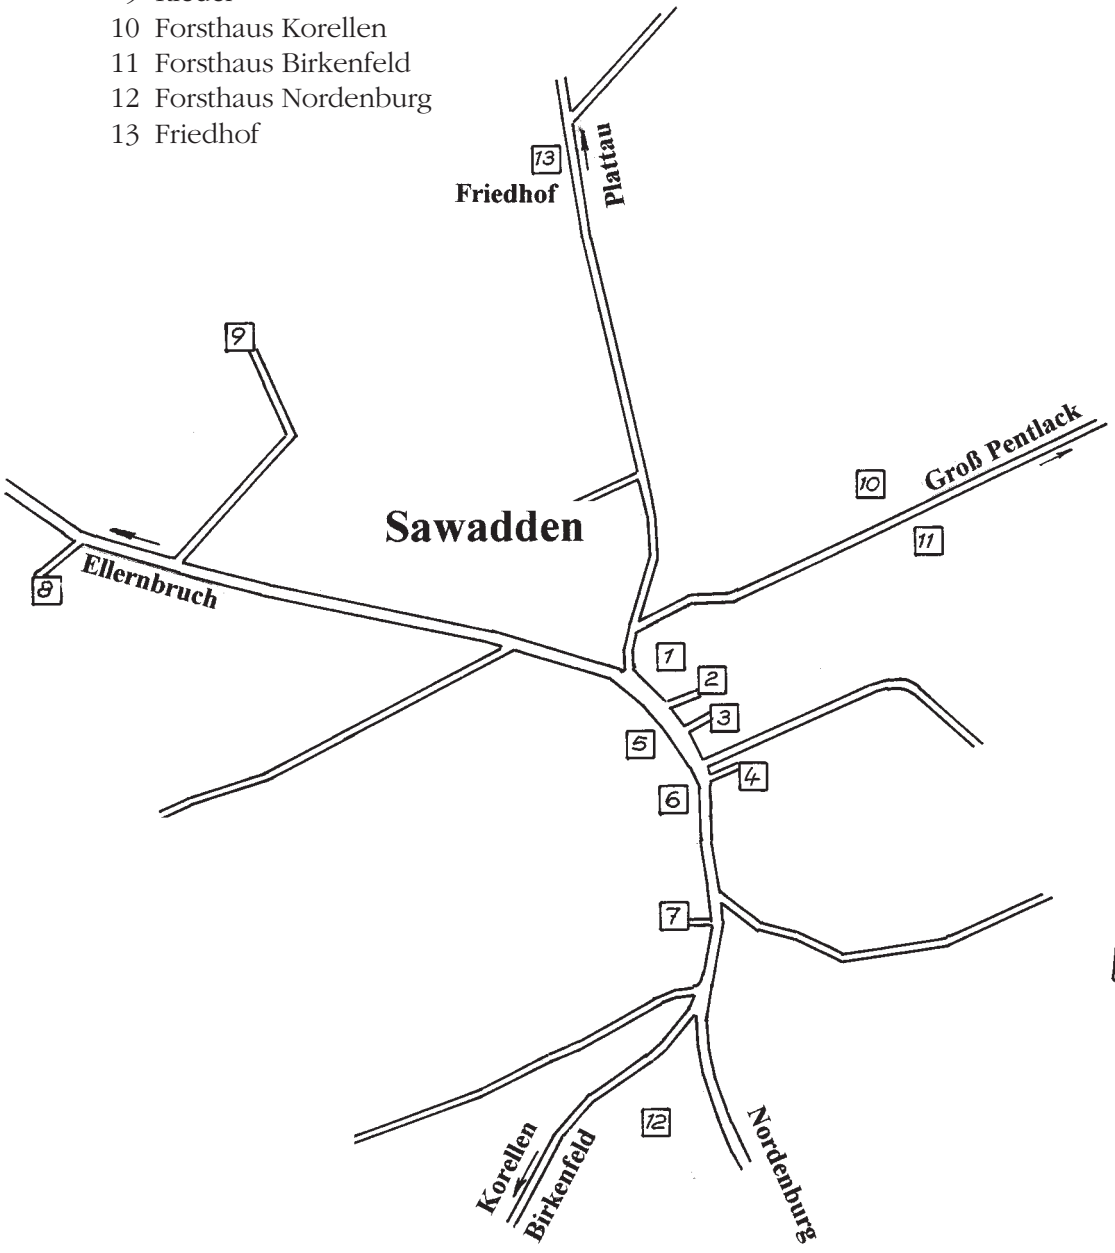 10 Forsthaus Korellen
11 Forsthaus Birkenfeld
12 Forsthaus Nordenburg
13 Friedhof
13
Plattau
Friedhof
9
Groß Pentlack
10
Sawadden
11
Ellernbruch
8
1
2
3
5
4
6
7
12
Korellen
Birkenfeld
Nordenburg